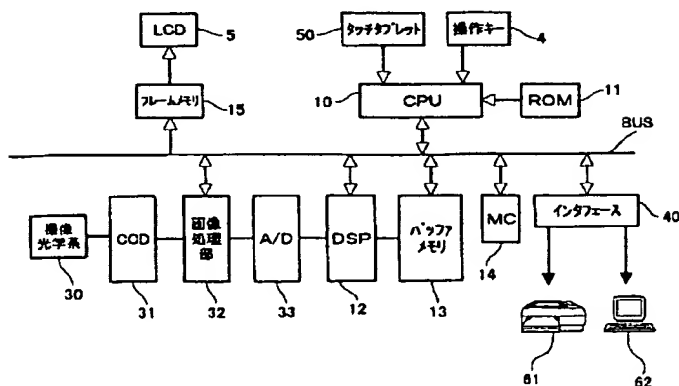 LCD
5
50
タッチタブレット
操作キー
4
フレームメモリ
15
10
CPU
ROM
11
BUS
撮像
光学系
30
CCD
31
画像
処理
部
32
A/D
33
DSP
12
バッファ
メモリ
13
MC
14
インタフェース
40
61
62